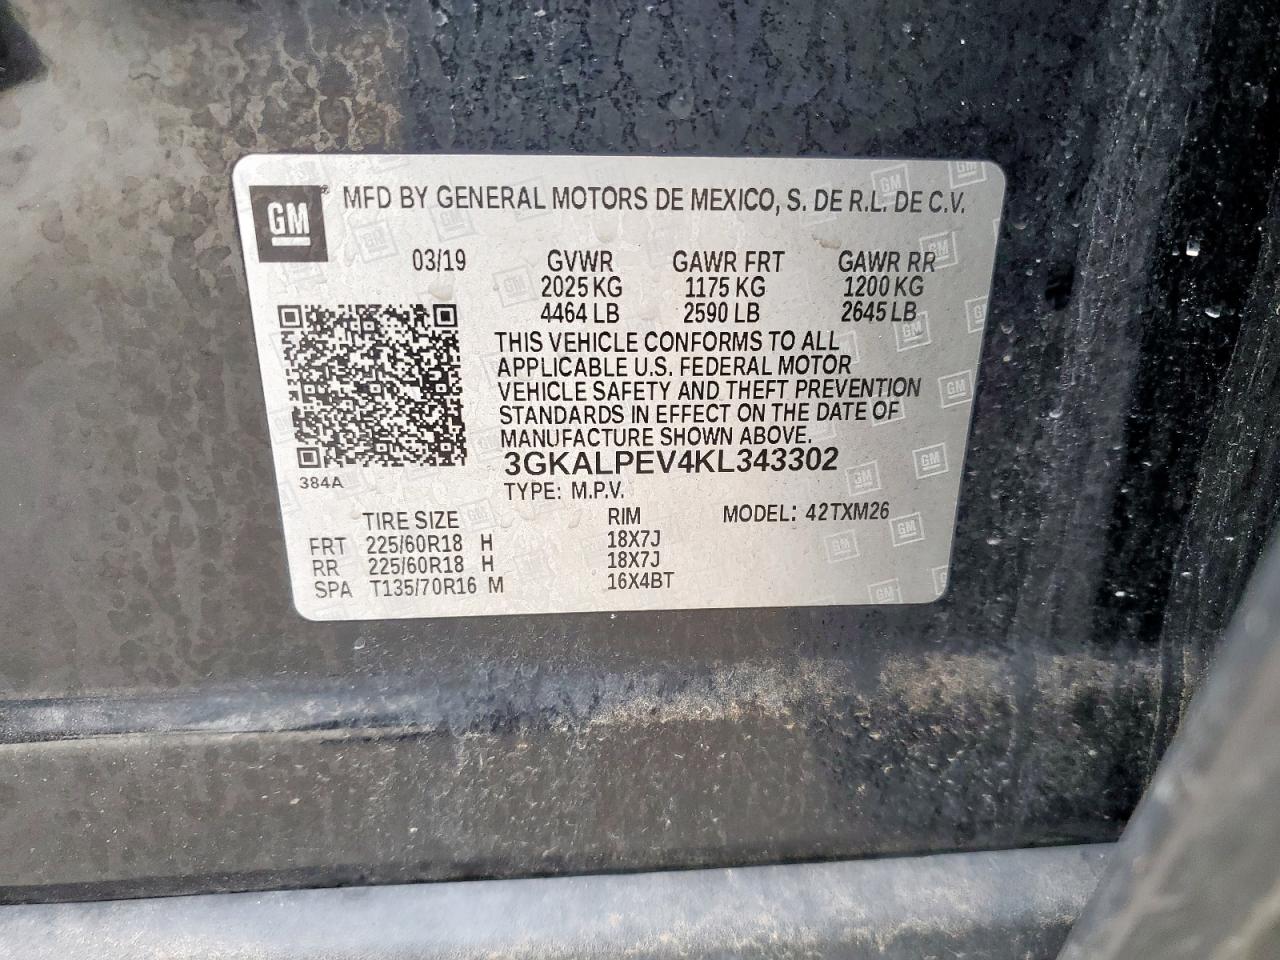 GM ® MFD BY GENERAL MOTORS DE MEXICO, S. DE R.L. DE C.V.
03/19 GVWR GAWR FRT GAWR RR
2025 KG 1175 KG 1200 KG
4464 LB 2590 LB 2645 LB
THIS VEHICLE CONFORMS TO ALL
APPLICABLE U.S. FEDERAL MOTOR
VEHICLE SAFETY AND THEFT PREVENTION
STANDARDS IN EFFECT ON THE DATE OF
MANUFACTURE SHOWN ABOVE.
3GKALPEV4KL343302
384A
TYPE: M.P.V.
TIRE SIZE RIM MODEL: 42TXM26
FRT 225/60R18 H 18X7J
RR 225/60R18 H 18X7J
SPA T135/70R16 M 16X4BT